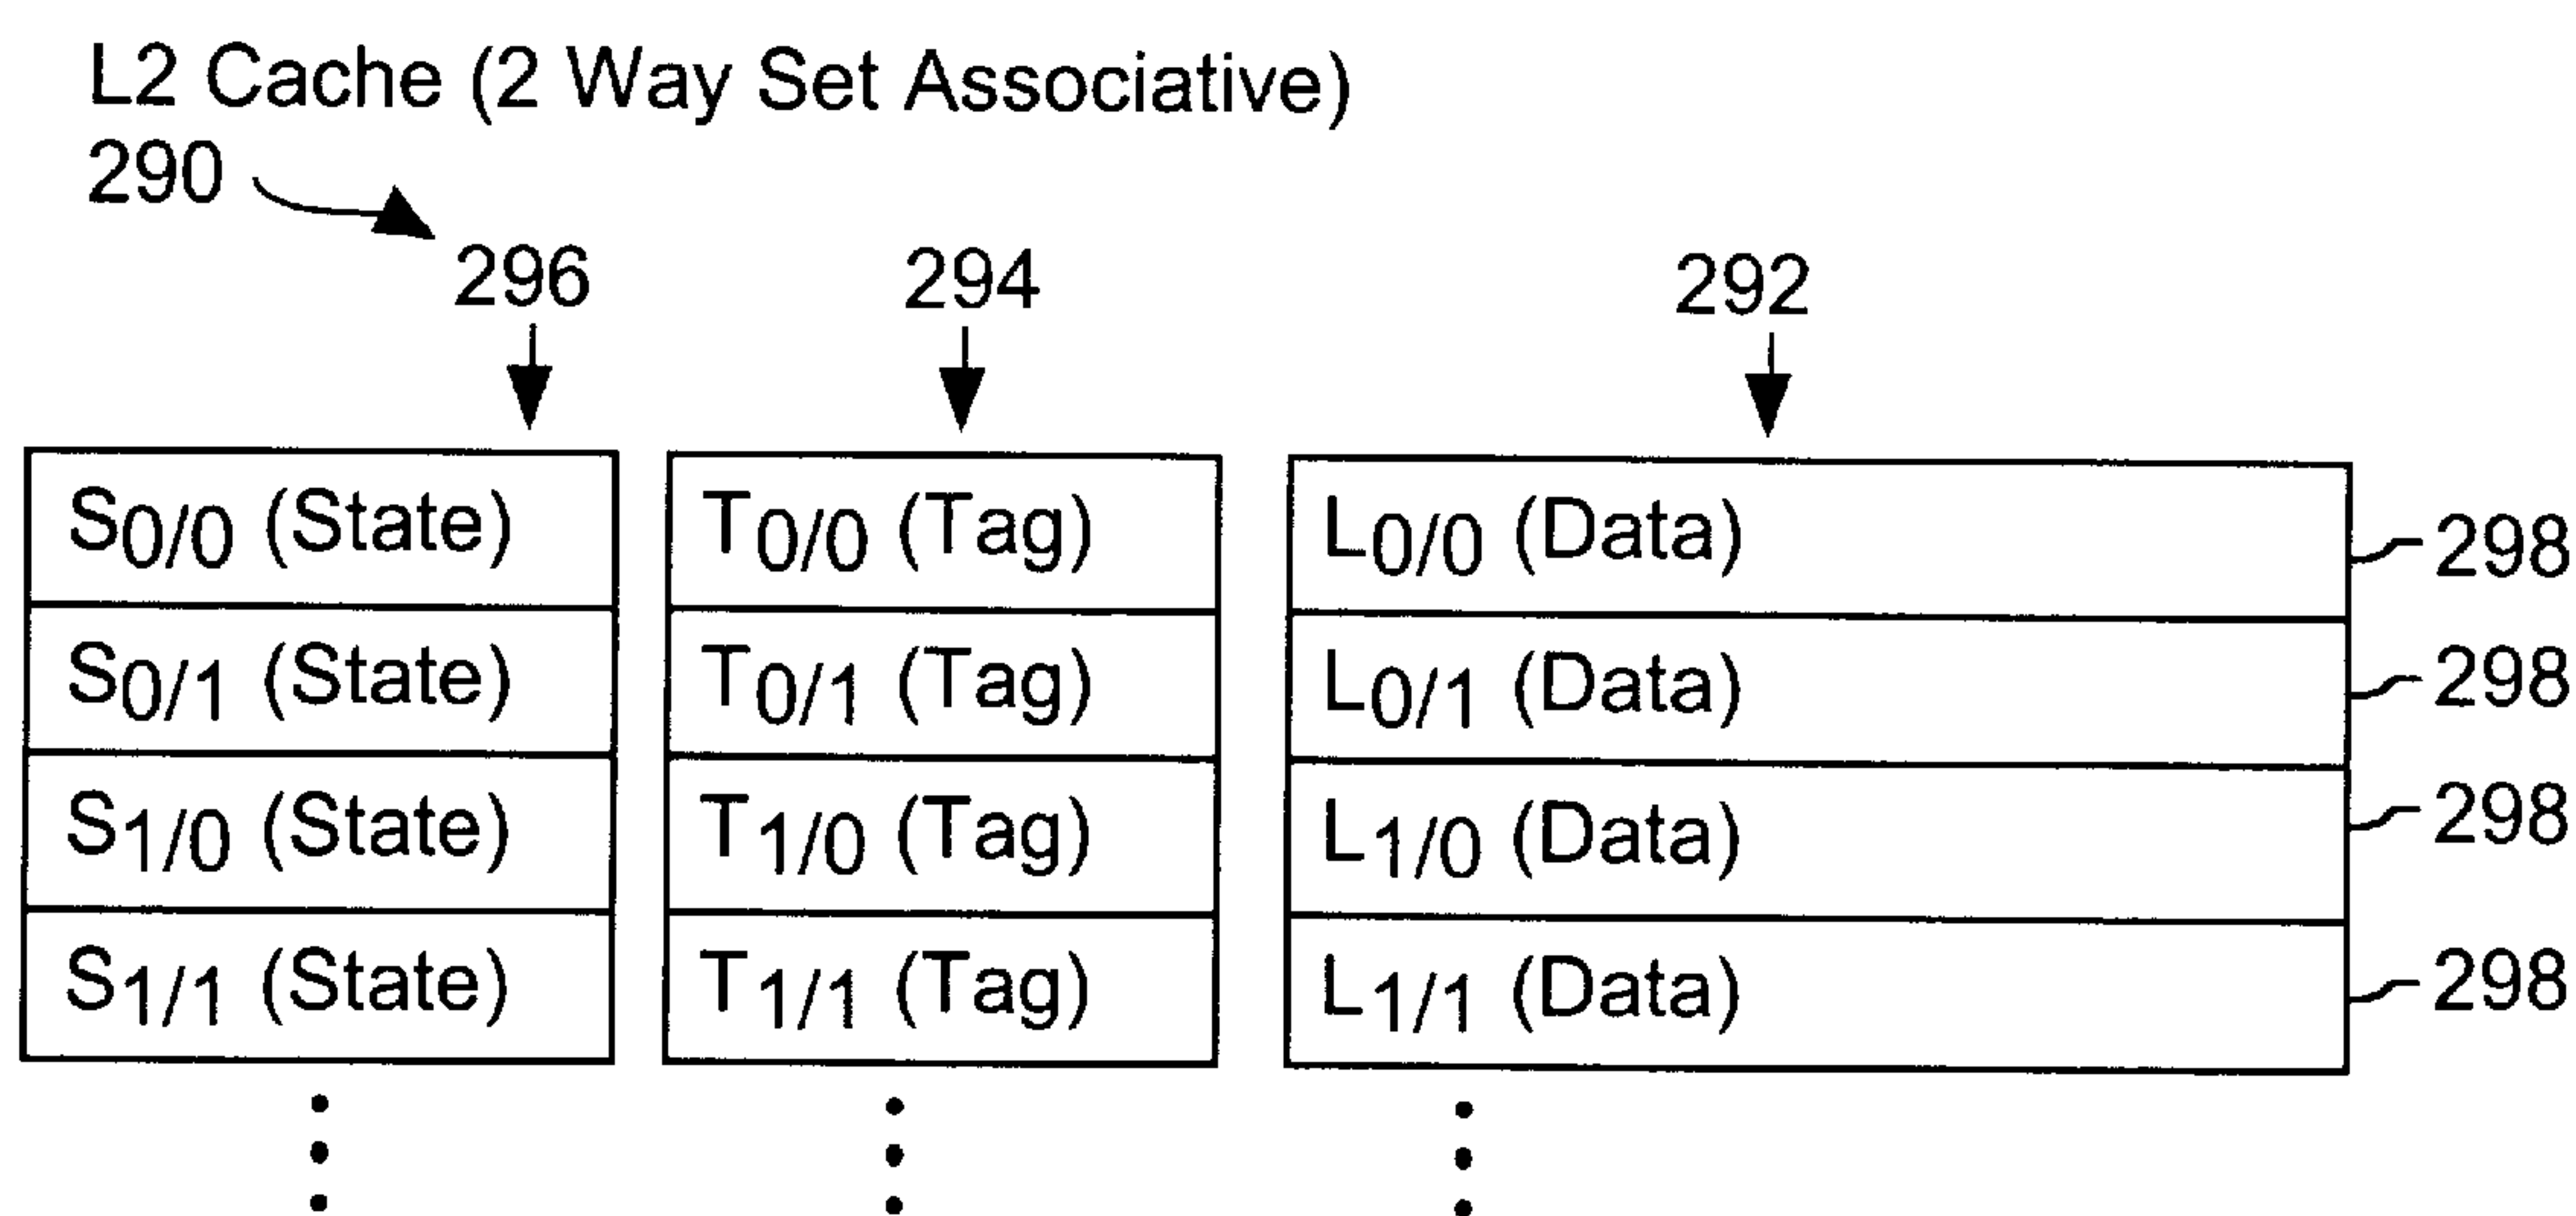 L2 Cache (2 Way Set Associative)
290
296 294 292
S0/0 (State) T0/0 (Tag) L0/0 (Data) 298
S0/1 (State) T0/1 (Tag) L0/1 (Data) 298
S1/0 (State) T1/0 (Tag) L1/0 (Data) 298
S1/1 (State) T1/1 (Tag) L1/1 (Data) 298